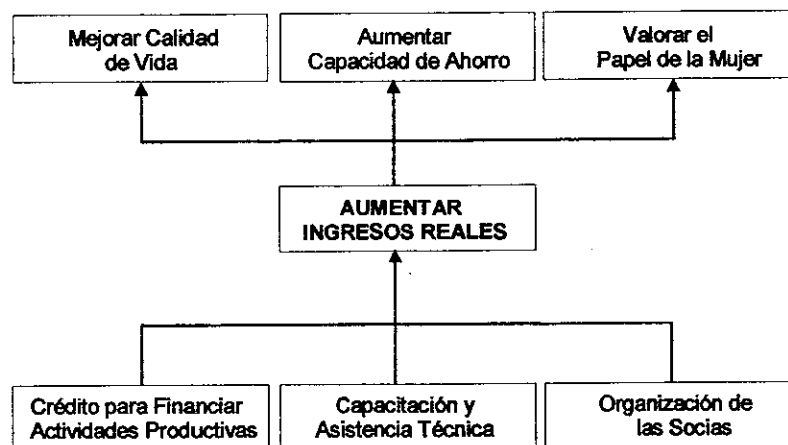 Mejorar Calidad
de Vida
Aumentar
Capacidad de Ahorro
Valorar el
Papel de la Mujer
AUMENTAR
INGRESOS REALES
Crédito para Financiar
Actividades Productivas
Capacitación y
Asistencia Técnica
Organización de
las Socias